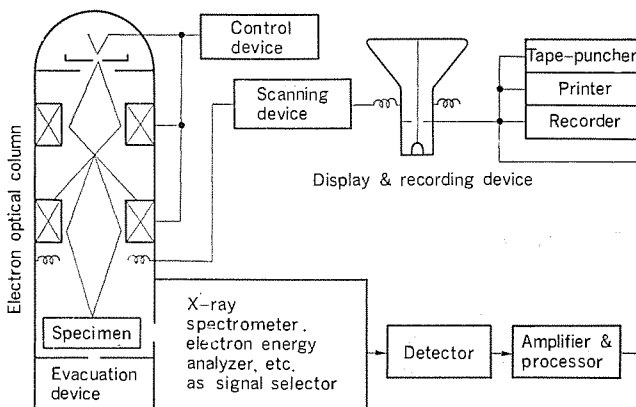 Control
device
Tape-puncher
Printer
Recorder
Scanning
device
Display & recording device
Electron optical column
Specimen
Evacuation
device
X-ray
spectrometer,
electron energy
analyzer, etc.
as signal selector
Detector
Amplifier &
processor